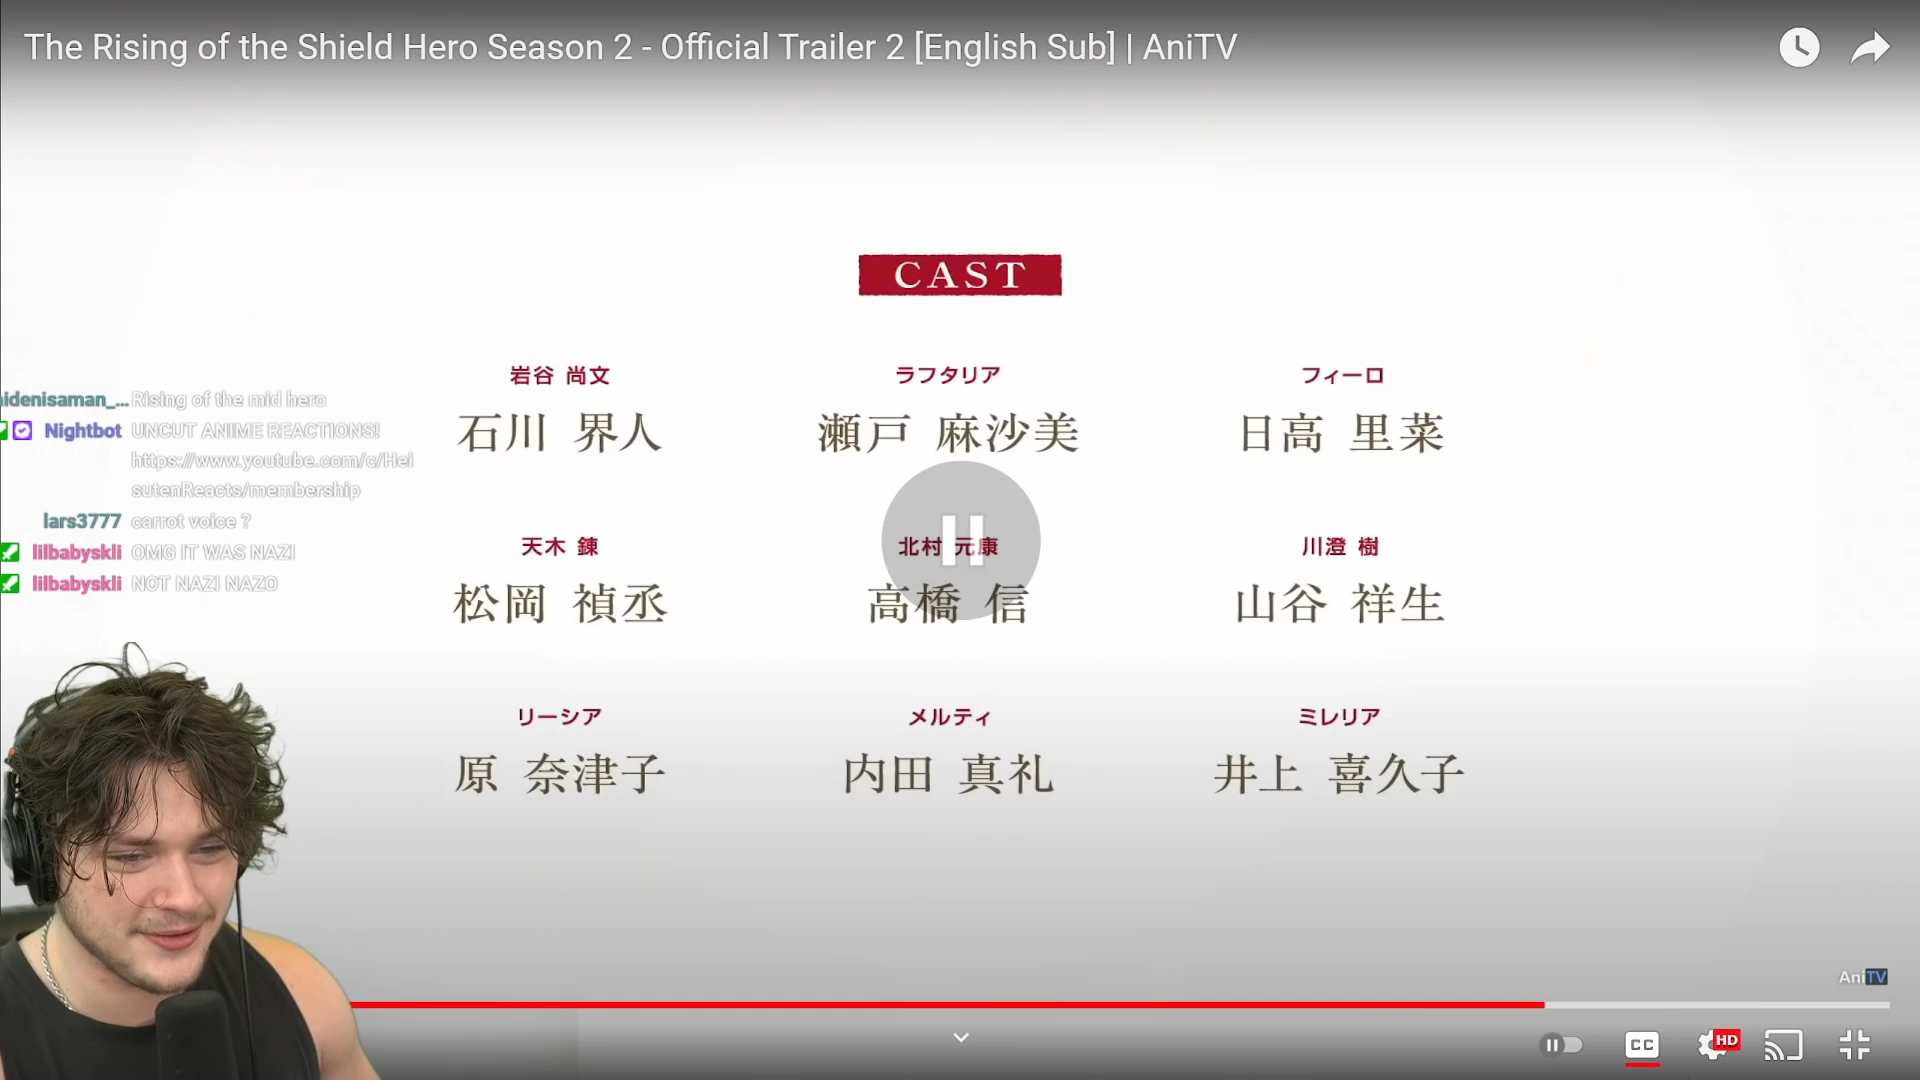 The Rising of the Shield Hero Season 2 - Official Trailer 2 [English Sub] | AniTV
CAST
岩谷 尚文
石川 界人
ラフタリア
瀬戸 麻沙美
フィーロ
日高 里菜
天木 錬
松岡 禎丞
北村 元康
高橋 信
川澄 樹
山谷 祥生
リーシア
原 奈津子
メルティ
内田 真礼
ミレリア
井上 喜久子
idenisaman_... Rising of the mid hero
Nightbot UNCUT ANIME REACTIONS!
https://www.youtube.com/c/Hei
sutenReacts/membership
lars3777 carrot voice ?
lilbabyskli OMG IT WAS NAZI
lilbabyskli NOT NAZI NAZO
AniTV
CC
HD